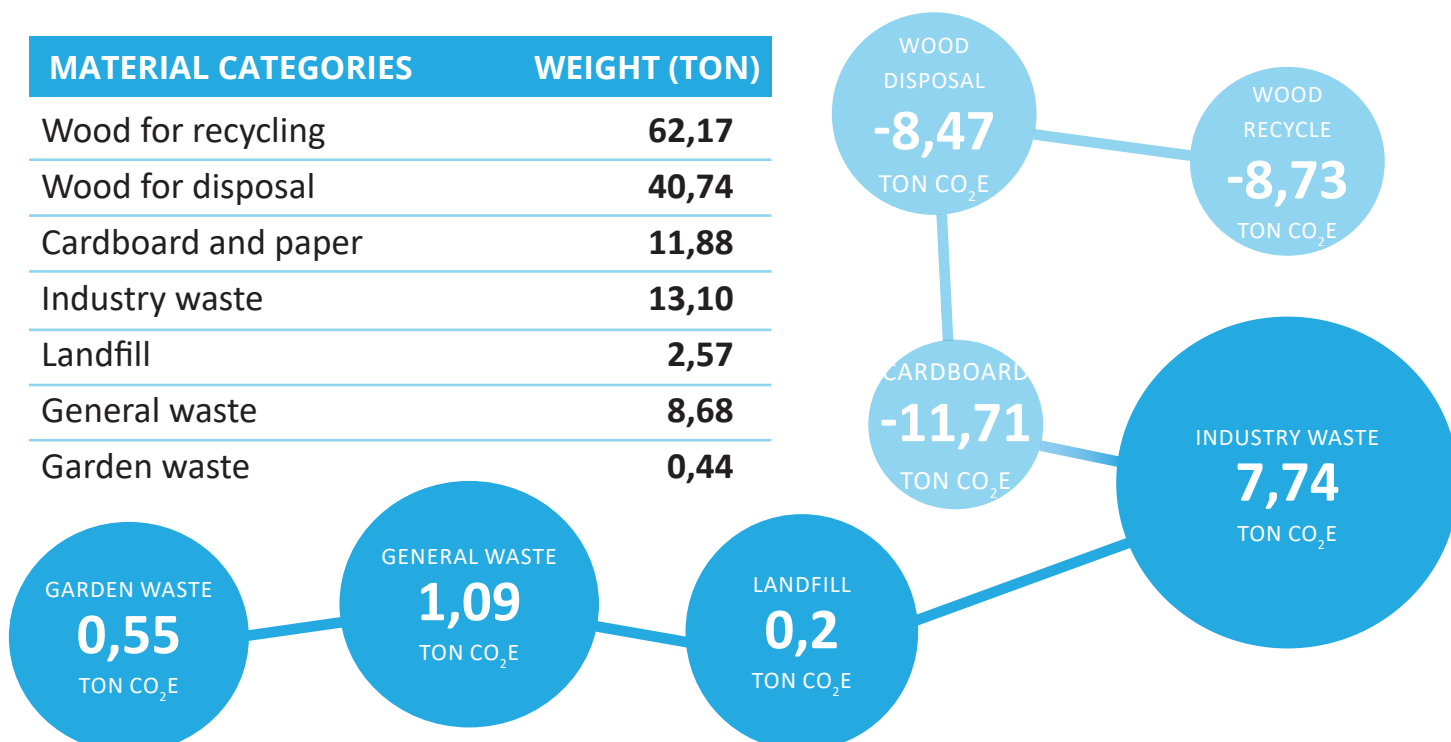 MATERIAL CATEGORIES WEIGHT (TON)
Wood for recycling 62,17
Wood for disposal 40,74
Cardboard and paper 11,88
Industry waste 13,10
Landfill 2,57
General waste 8,68
Garden waste 0,44
WOOD
DISPOSAL
-8,47
TON CO₂E
WOOD
RECYCLE
-8,73
TON CO₂E
CARDBOARD
-11,71
TON CO₂E
INDUSTRY WASTE
7,74
TON CO₂E
GARDEN WASTE
0,55
TON CO₂E
GENERAL WASTE
1,09
TON CO₂E
LANDFILL
0,2
TON CO₂E